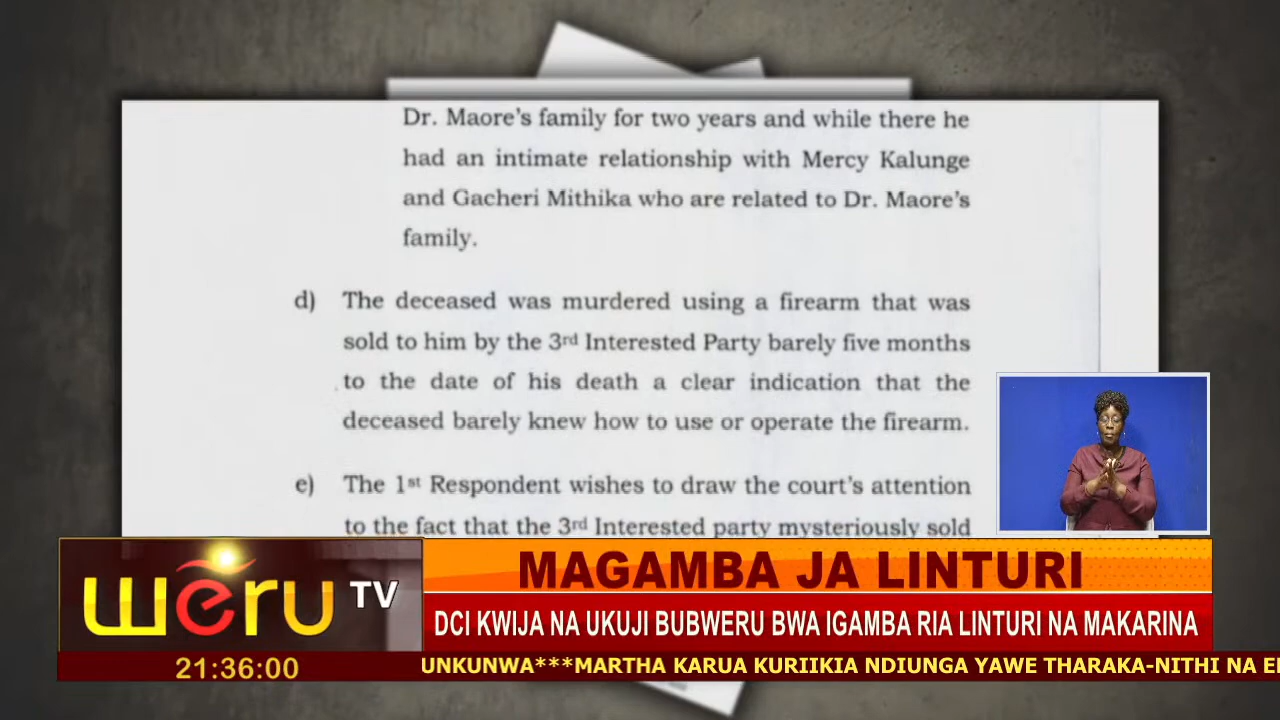 Dr. Maore's family for two years and while there he
had an intimate relationship with Mercy Kalunge
and Gacheri Mithika who are related to Dr. Maore's
family.
d) The deceased was murdered using a firearm that was
sold to him by the 3rd Interested Party barely five months
to the date of his death a clear indication that the
deceased barely knew how to use or operate the firearm.
e) The 1st Respondent wishes to draw the court's attention
to the fact that the 3rd Interested party mysteriously sold
weru TV
MAGAMBA JA LINTURI
DCI KWIJA NA UKUJI BUBWERU BWA IGAMBA RIA LINTURI NA MAKARINA
21:36:00
UNKUNWA***MARTHA KARUA KURIIKIA NDIUNGA YAWE THARAKA-NITHI NA